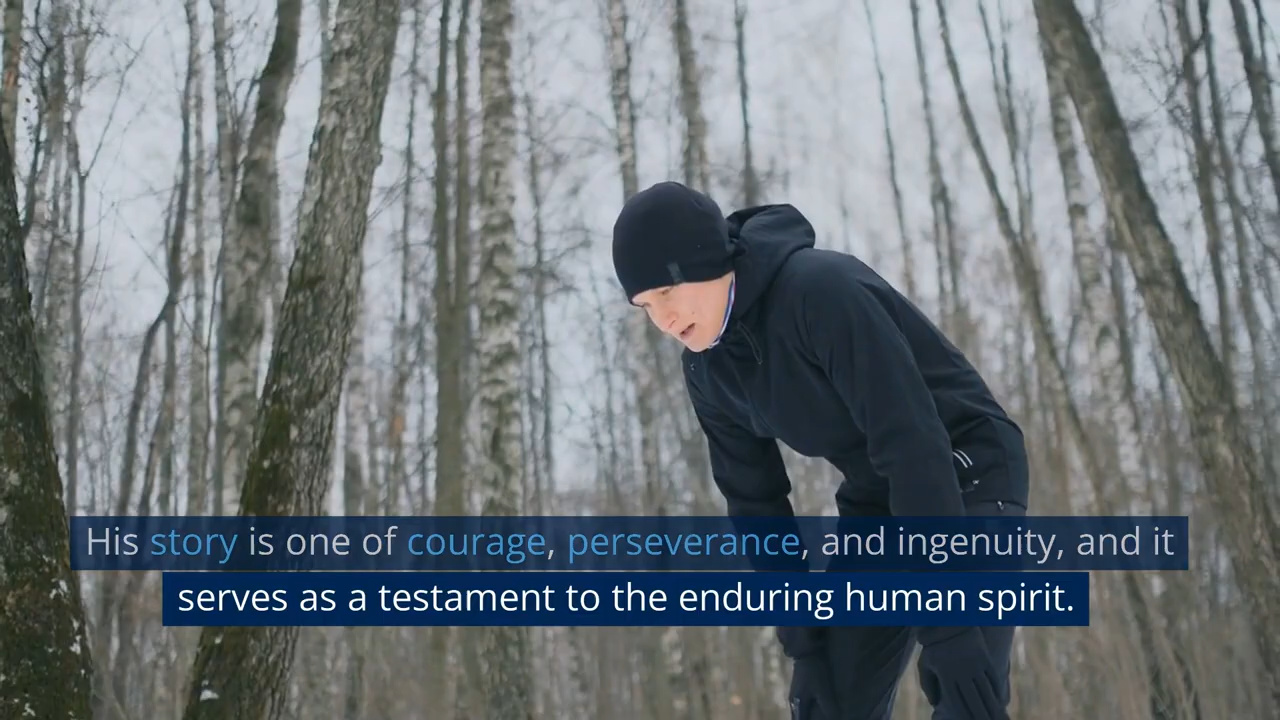 His story is one of courage, perseverance, and ingenuity, and it
serves as a testament to the enduring human spirit.